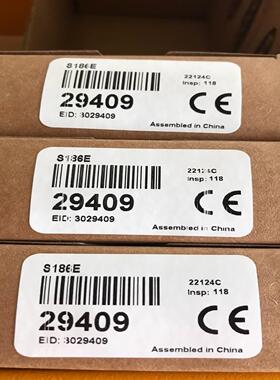 S186E
22124C
Insp: 118
29409
CE
EID: 3029409
Assembled in China
S186E
22124C
Insp: 118
29409
CE
EID: 3029409
Assembled in China
S186E
22124C
Insp: 118
29409
CE
EID: 3029409
Assembled in China